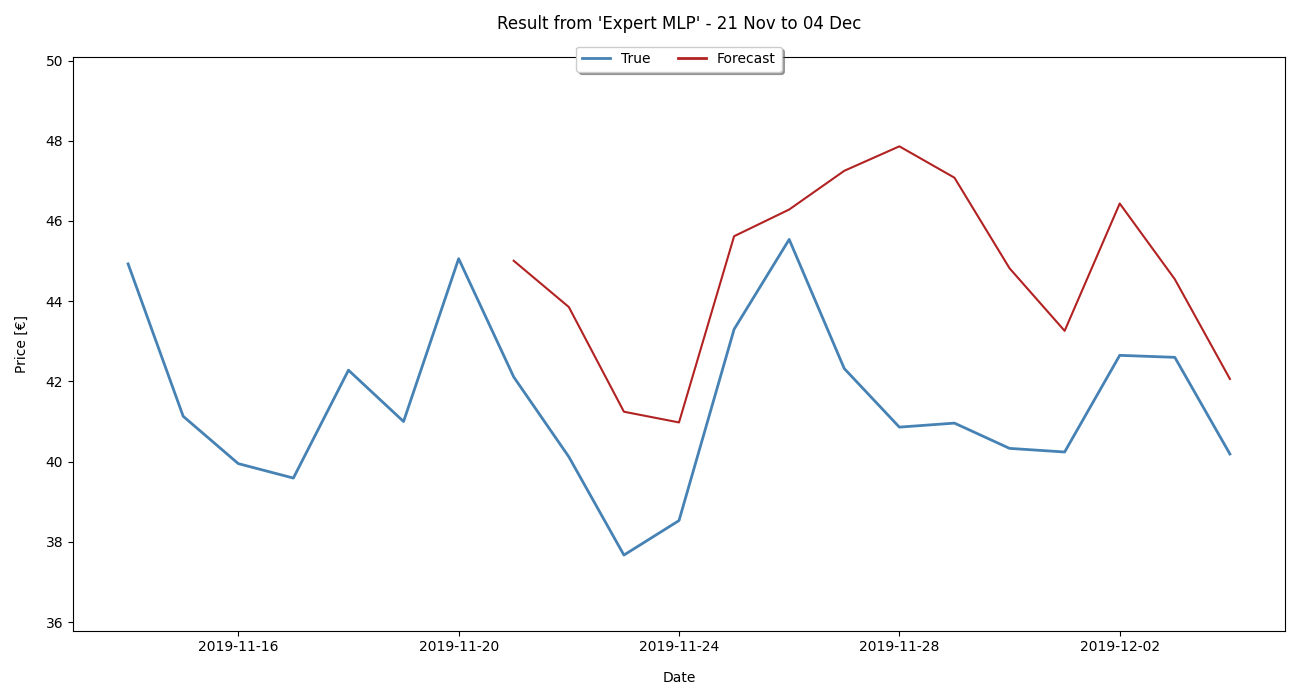 Result from 'Expert MLP' - 21 Nov to 04 Dec
True Forecast
50
48
46
44
42
40
38
36
Price [€]
2019-11-16 2019-11-20 2019-11-24 2019-11-28 2019-12-02
Date